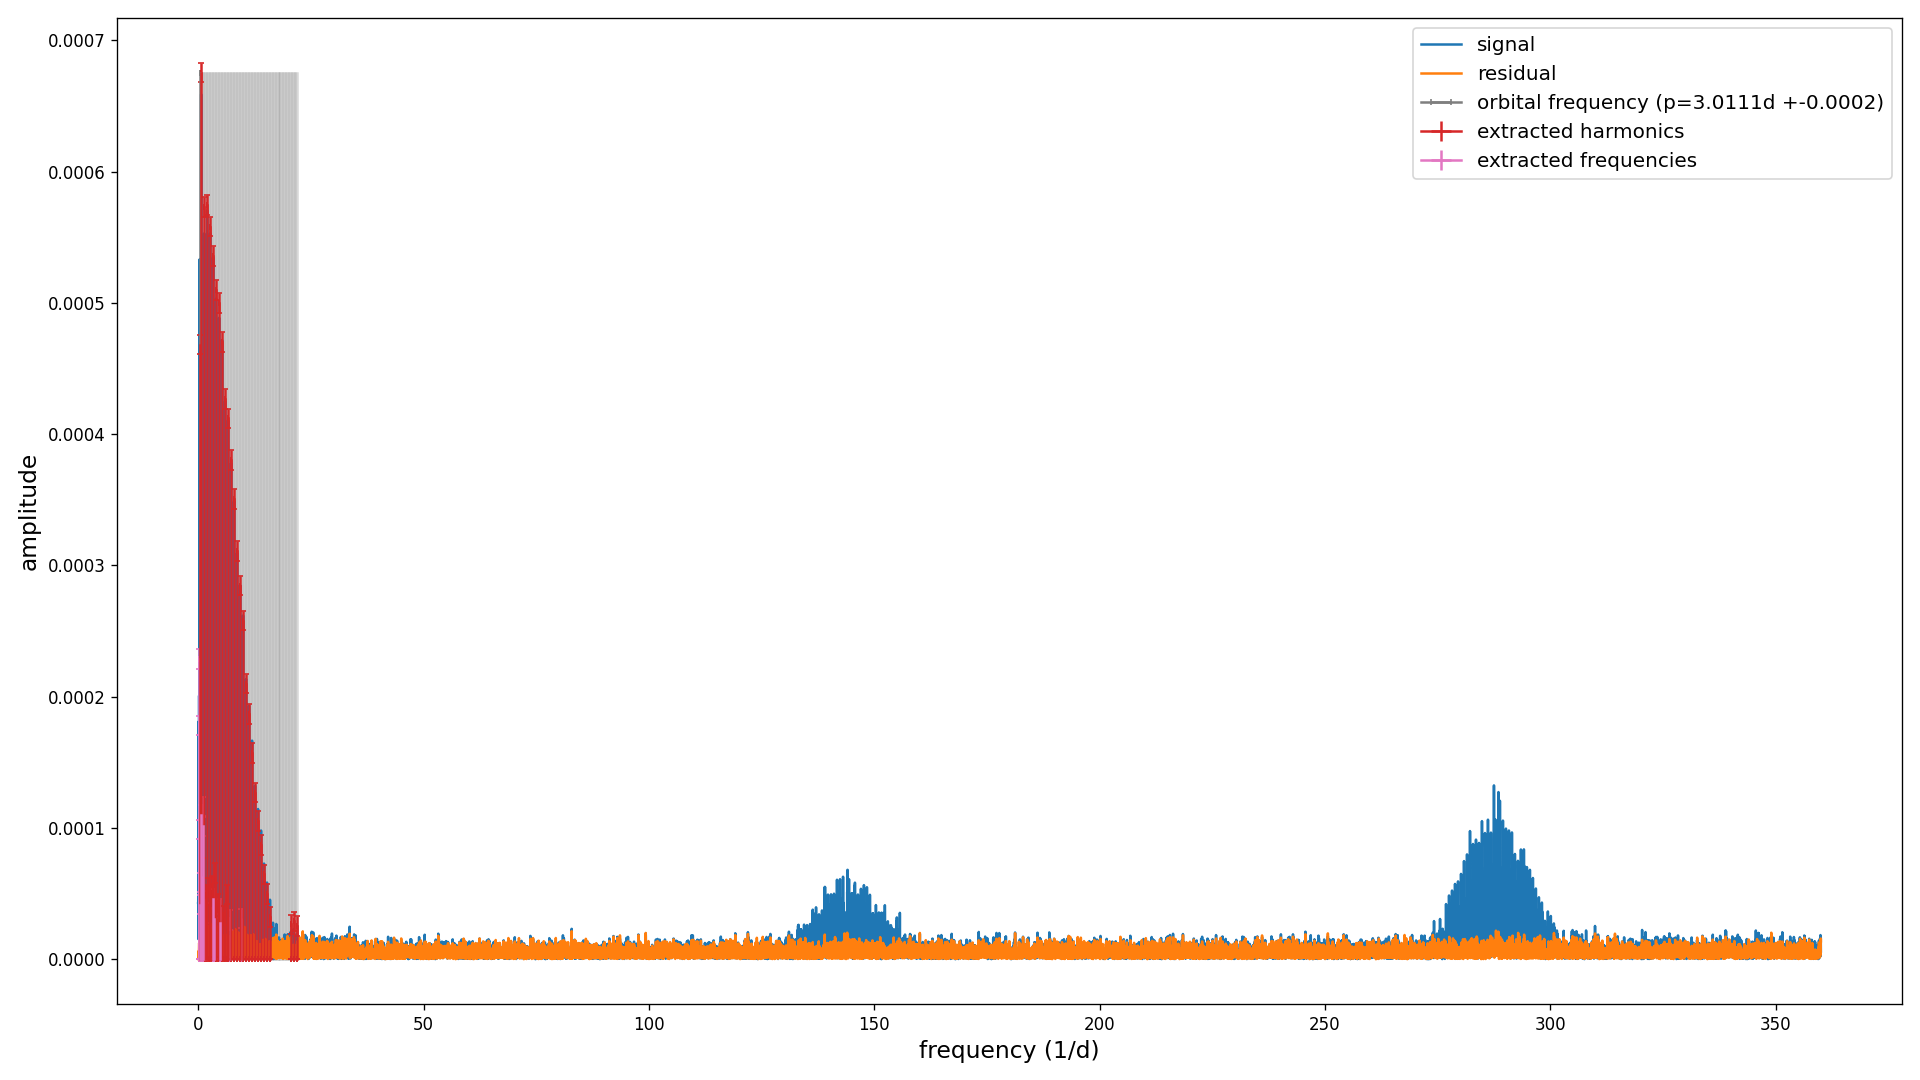 0.0007
0.0006
0.0005
0.0004
0.0003
0.0002
0.0001
0.0000
amplitude
0 50 100 150 200 250 300 350
frequency (1/d)
signal
residual
orbital frequency (p=3.0111d +-0.0002)
extracted harmonics
extracted frequencies